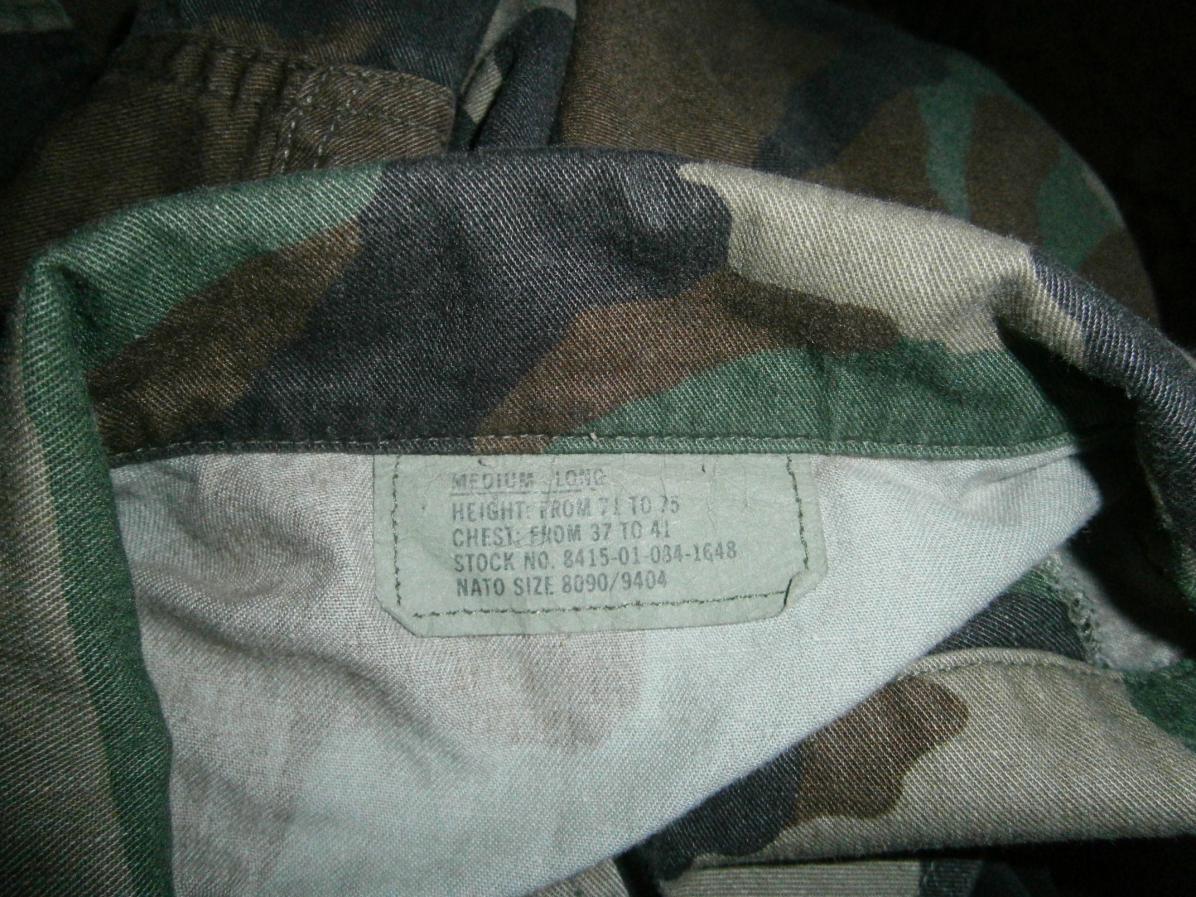 MEDIUM LONG
HEIGHT: FROM 71 TO 75
CHEST: FROM 37 TO 41
STOCK NO. 8415-01-084-1648
NATO SIZE 8090/9404